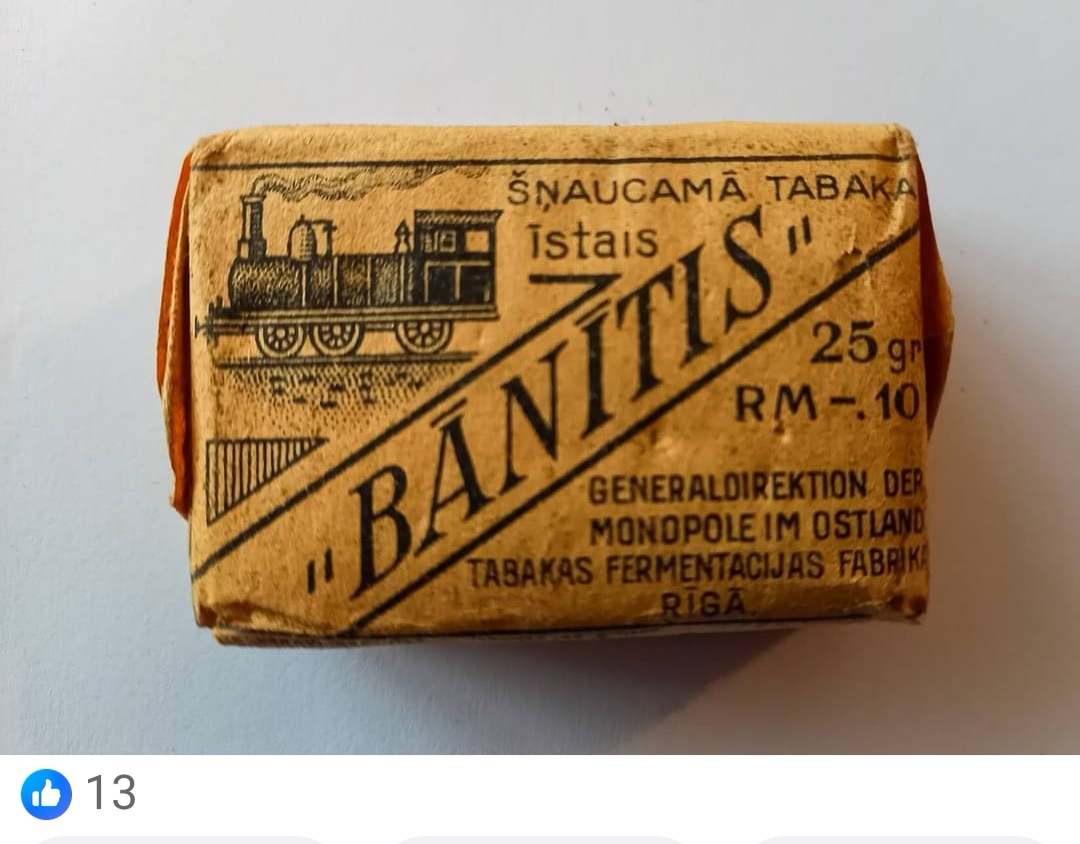 ŠŅAUCAMĀ TABAKA
īstais
„BĀNĪTIS"
25 gr
RM–.10
GENERALDIREKTION DER
MONOPOLE IM OSTLAND
TABAKAS FERMENTACIJAS FABRIKA
RĪGĀ
13